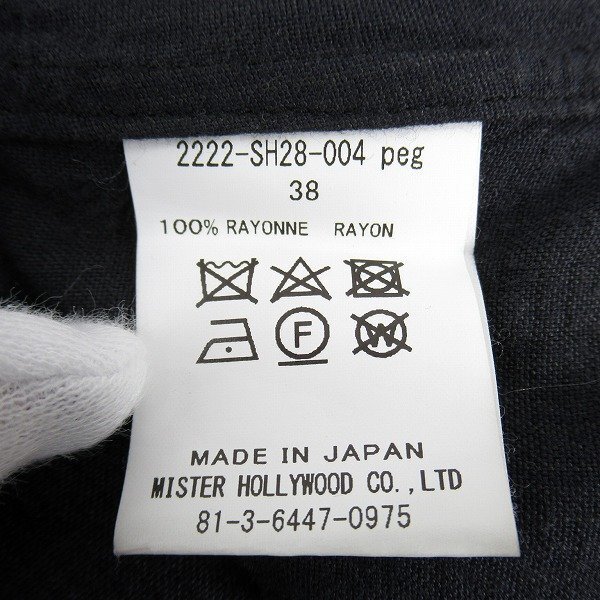 2222-SH28-004 peg
38
100% RAYONNE RAYON
F W
MADE IN JAPAN
MISTER HOLLYWOOD CO.,LTD
81-3-6447-0975